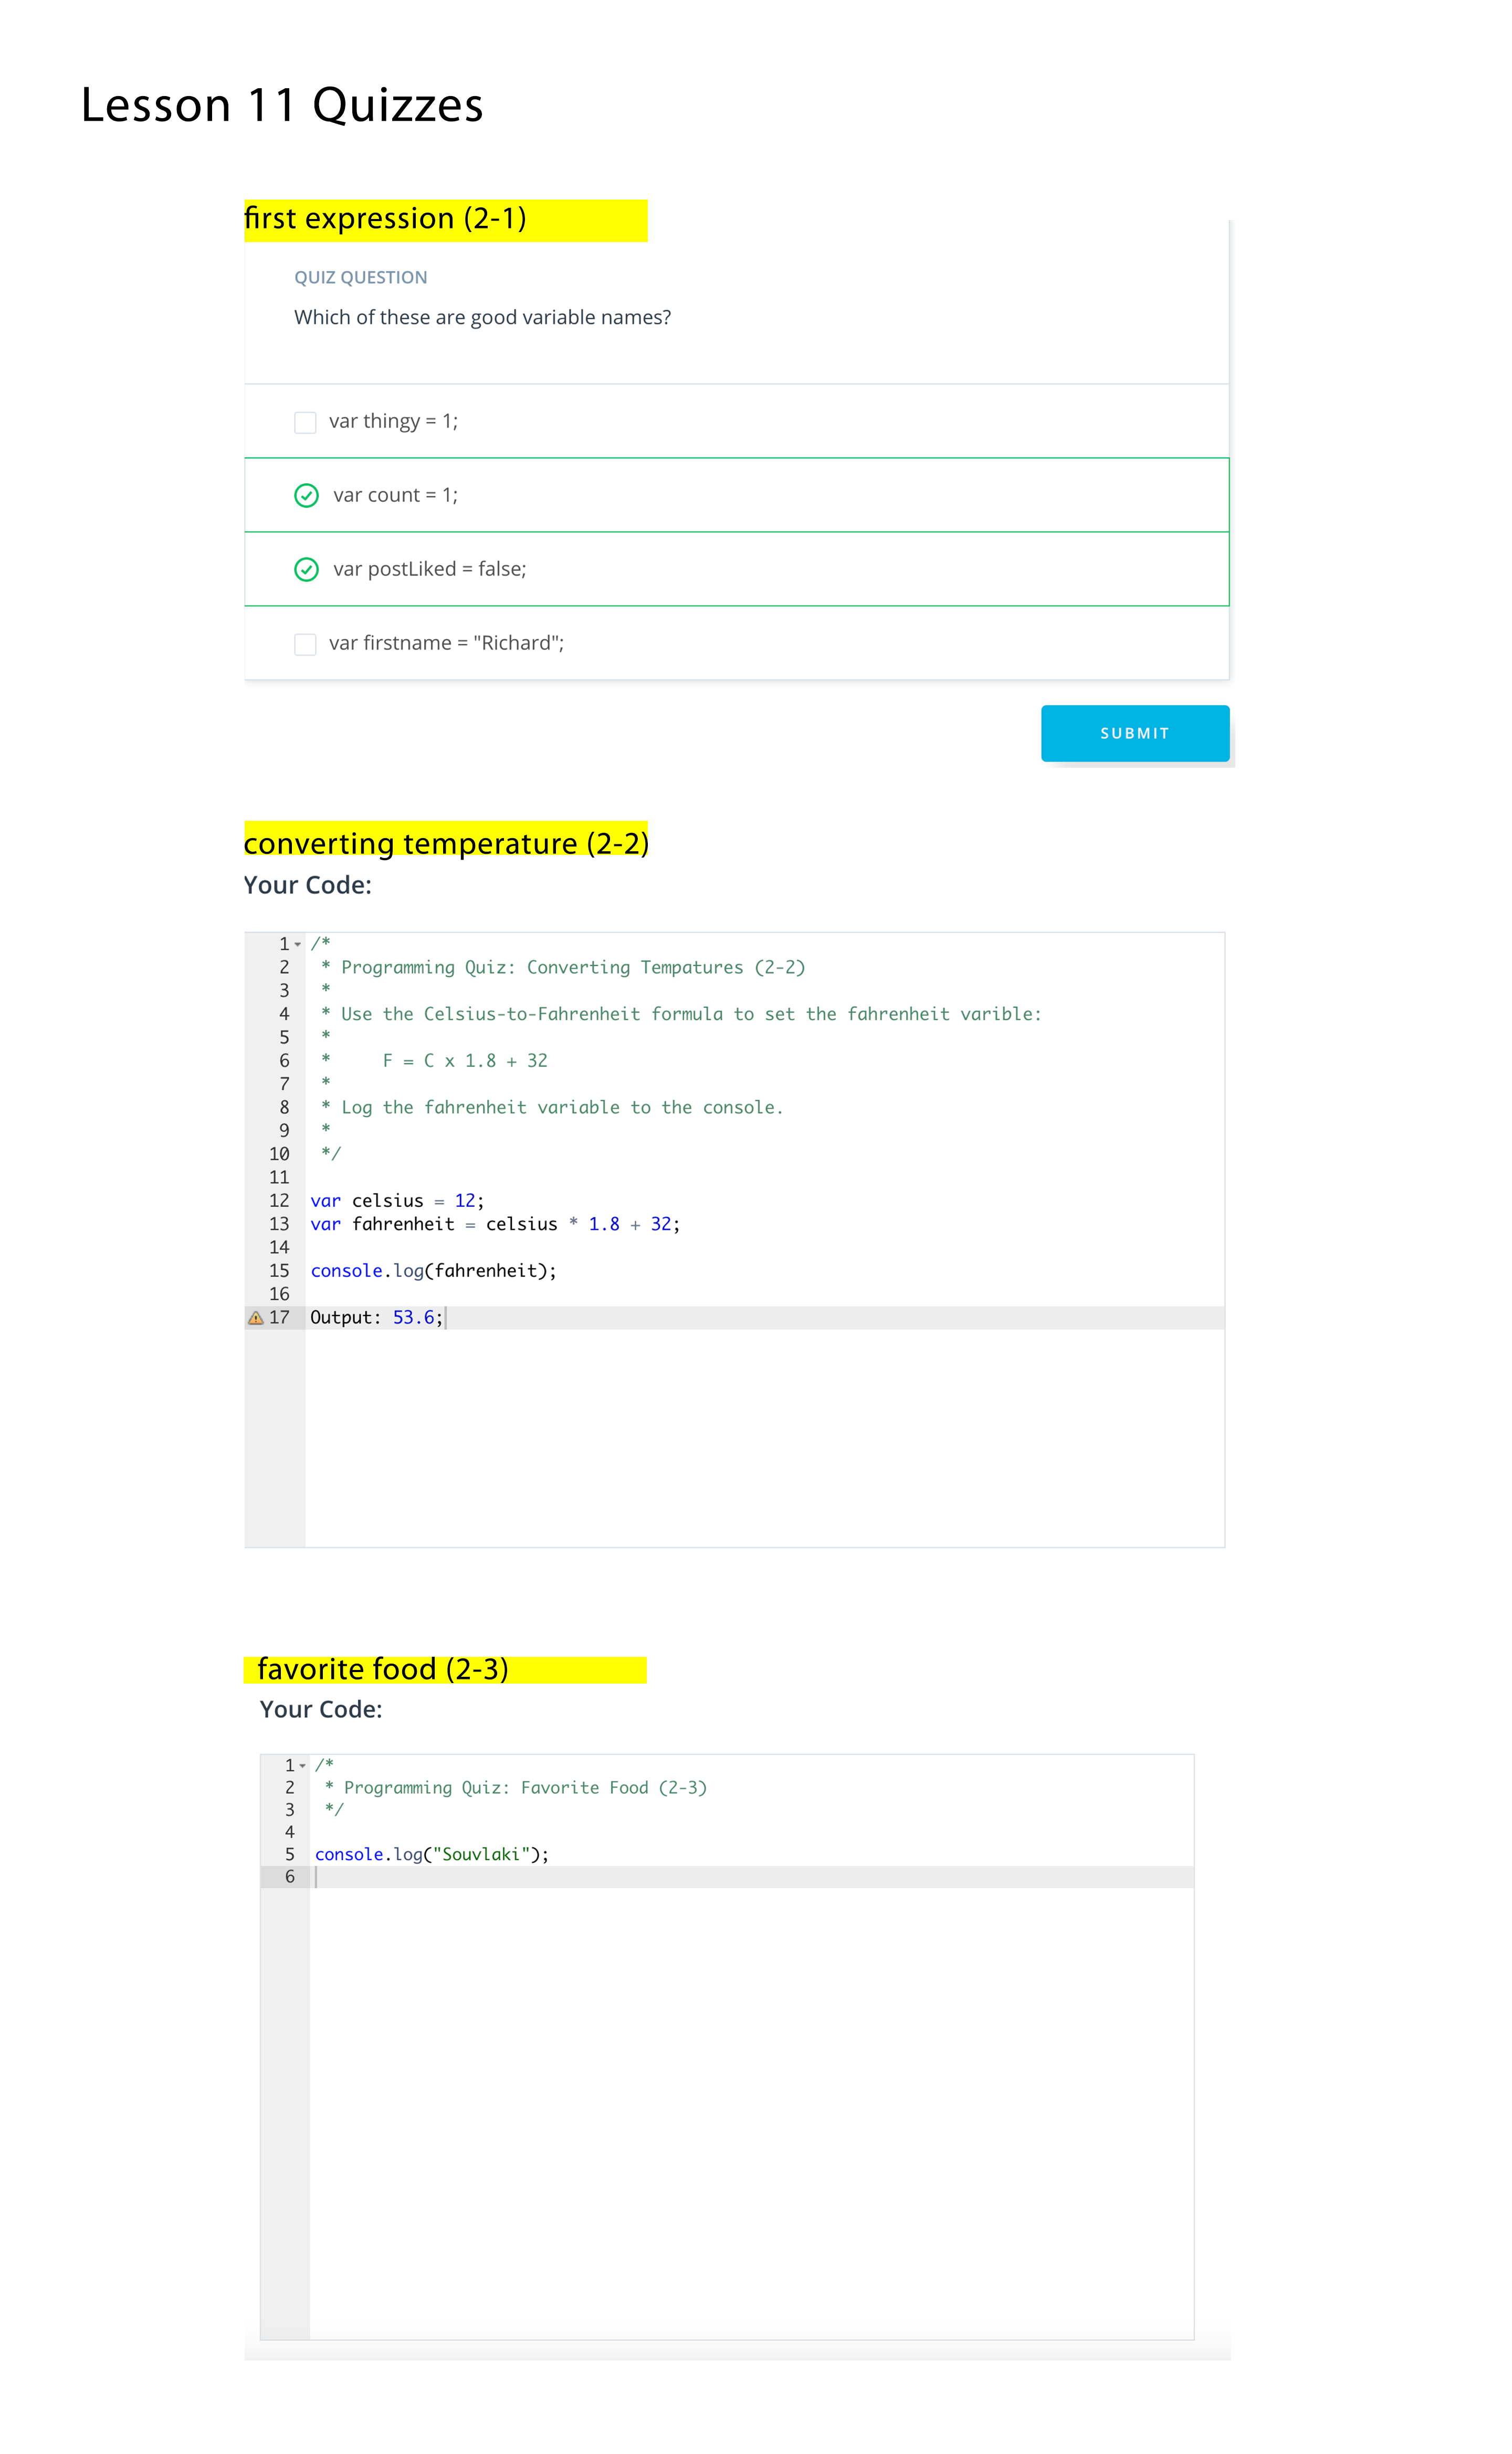 Lesson 11 Quizzes
first expression (2-1)
QUIZ QUESTION
Which of these are good variable names?
var thingy = 1;
var count = 1;
var postLiked = false;
var firstname = "Richard";
SUBMIT
converting temperature (2-2)
Your Code:
1 /*
2  * Programming Quiz: Converting Tempatures (2-2)
3  *
4  * Use the Celsius-to-Fahrenheit formula to set the fahrenheit varible:
5  *
6  *     F = C x 1.8 + 32
7  *
8  * Log the fahrenheit variable to the console.
9  *
10  */
11
12 var celsius = 12;
13 var fahrenheit = celsius * 1.8 + 32;
14
15 console.log(fahrenheit);
16
17 Output: 53.6;
favorite food (2-3)
Your Code:
1 /*
2  * Programming Quiz: Favorite Food (2-3)
3  */
4
5 console.log("Souvlaki");
6